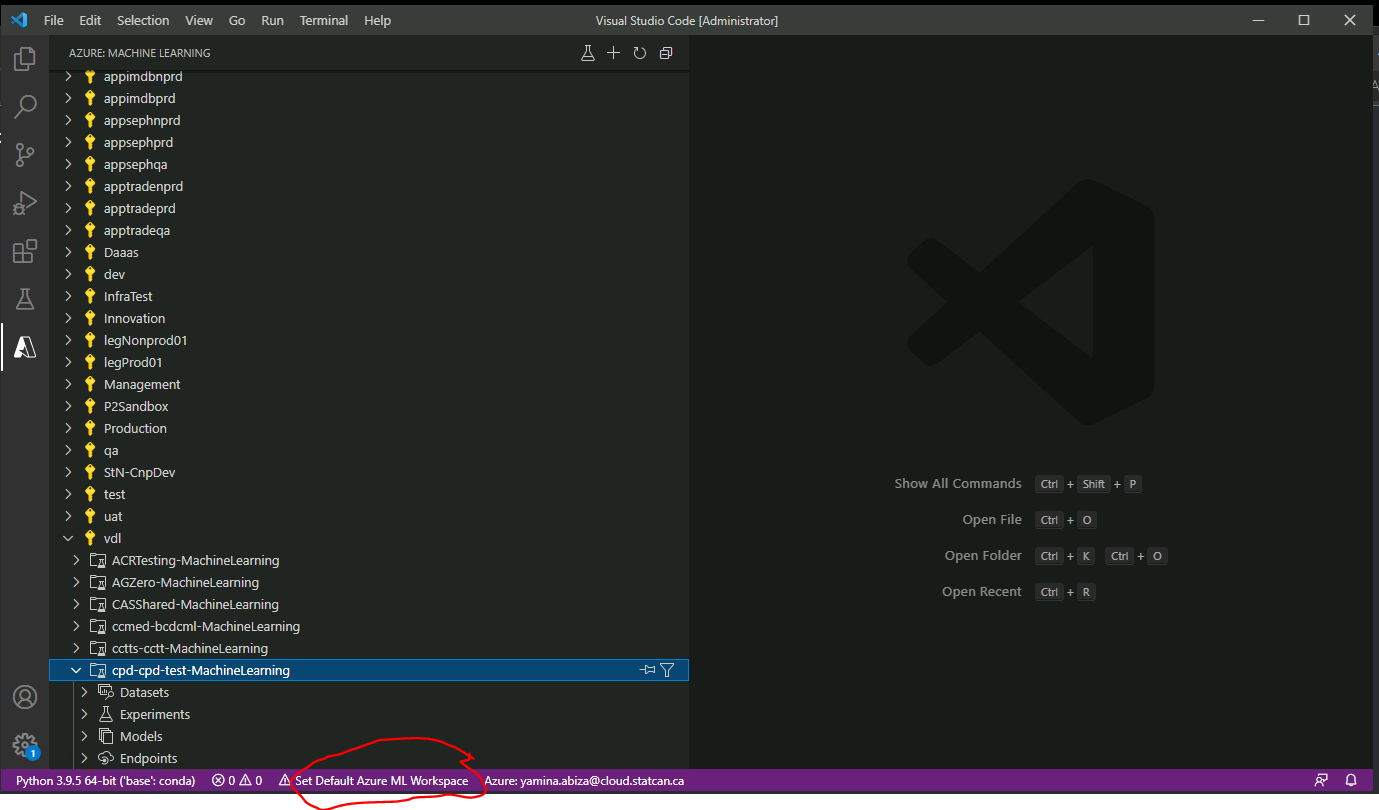 File Edit Selection View Go Run Terminal Help Visual Studio Code [Administrator]
AZURE: MACHINE LEARNING
appimdbnprd
appimdbprd
appsephnprd
appsephprd
appsephqa
apptradenprd
apptradeprd
apptradeqa
Daaas
dev
InfraTest
Innovation
legNonprod01
legProd01
Management
P2Sandbox
Production
qa
StN-CnpDev
test
uat
vdl
ACRTesting-MachineLearning
AGZero-MachineLearning
CASShared-MachineLearning
ccmed-bcdcml-MachineLearning
cctts-cctt-MachineLearning
cpd-cpd-test-MachineLearning
Datasets
Experiments
Models
Endpoints
Show All Commands Ctrl + Shift + P
Open File Ctrl + O
Open Folder Ctrl + K Ctrl + O
Open Recent Ctrl + R
1
Python 3.9.5 64-bit ('base': conda) 0 0 Set Default Azure ML Workspace Azure: yamina.abiza@cloud.statcan.ca